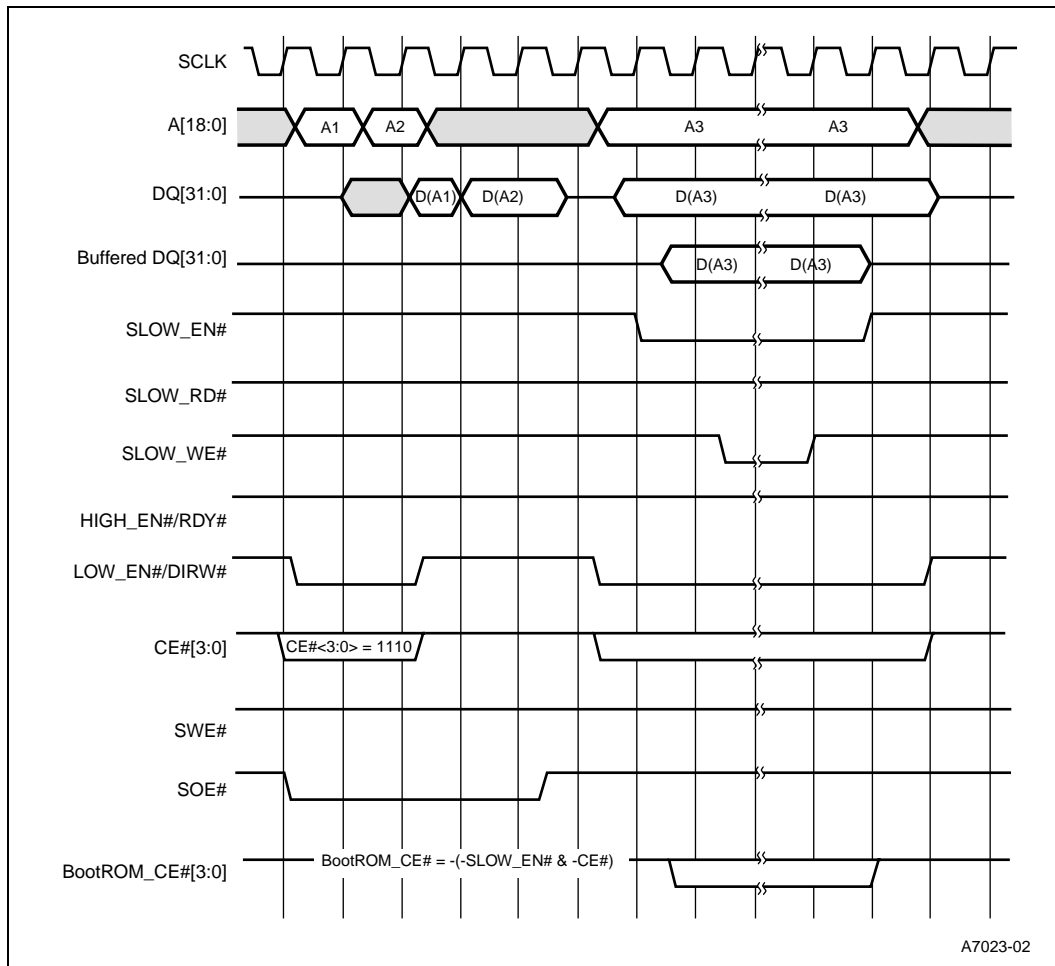 SCLK
A[18:0]
A1
A2
A3
A3
DQ[31:0]
D(A1)
D(A2)
D(A3)
D(A3)
Buffered DQ[31:0]
D(A3)
D(A3)
SLOW_EN#
SLOW_RD#
SLOW_WE#
HIGH_EN#/RDY#
LOW_EN#/DIRW#
CE#[3:0]
CE#<3:0> = 1110
SWE#
SOE#
BootROM_CE#[3:0]
BootROM_CE# = -(-SLOW_EN# & -CE#)
A7023-02